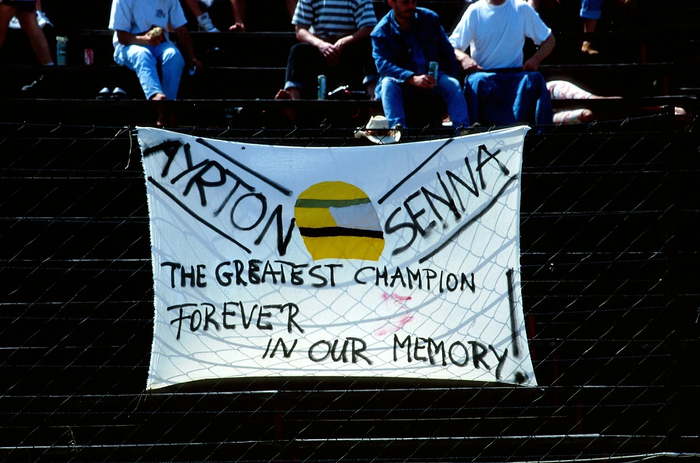 AYRTON SENNA
THE GREATEST CHAMPION
FOREVER
IN OUR MEMORY!